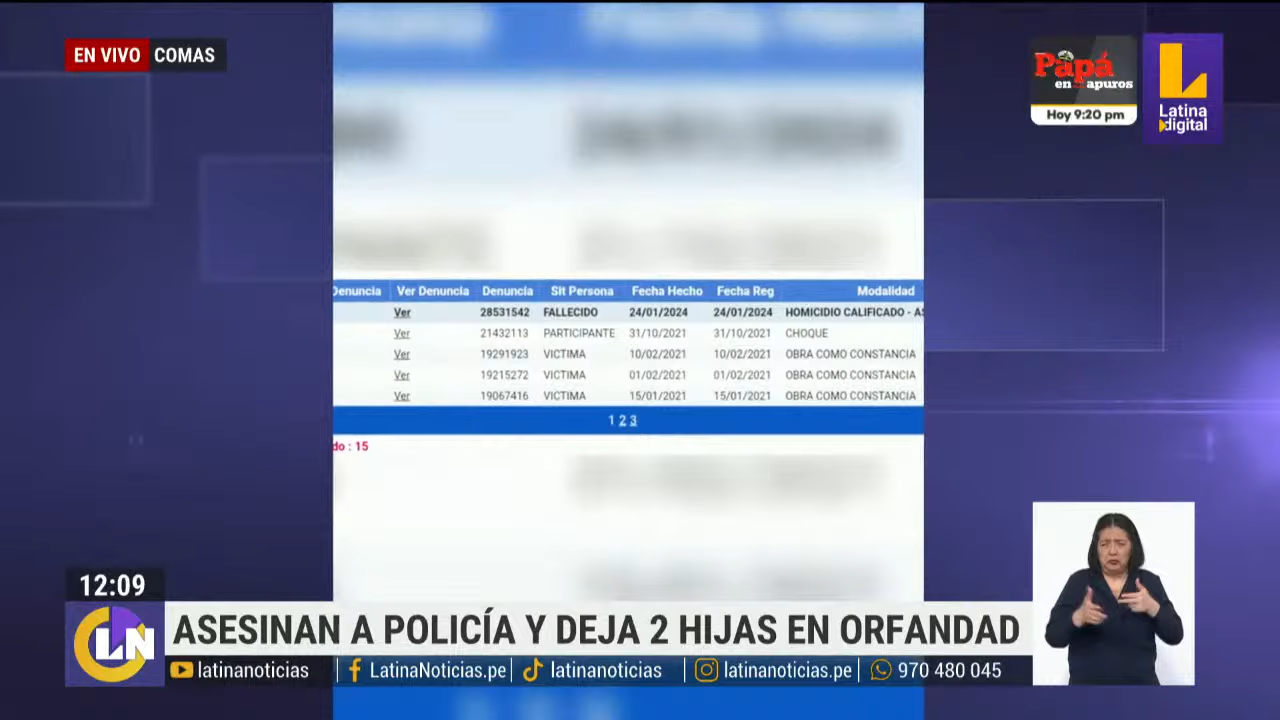 EN VIVO COMAS
Papá
en apuros
Hoy 9:20 pm
Latina
digital
Denuncia Ver Denuncia Denuncia Sit Persona Fecha Hecho Fecha Reg Modalidad
Ver 28531542 FALLECIDO 24/01/2024 24/01/2024 HOMICIDIO CALIFICADO - AS
Ver 21432113 PARTICIPANTE 31/10/2021 31/10/2021 CHOQUE
Ver 19291923 VICTIMA 10/02/2021 10/02/2021 OBRA COMO CONSTANCIA
Ver 19215272 VICTIMA 01/02/2021 01/02/2021 OBRA COMO CONSTANCIA
Ver 19067416 VICTIMA 15/01/2021 15/01/2021 OBRA COMO CONSTANCIA
1 2 3
do : 15
12:09
LN
ASESINAN A POLICÍA Y DEJA 2 HIJAS EN ORFANDAD
latinanoticias LatinaNoticias.pe latinanoticias latinanoticias.pe 970 480 045